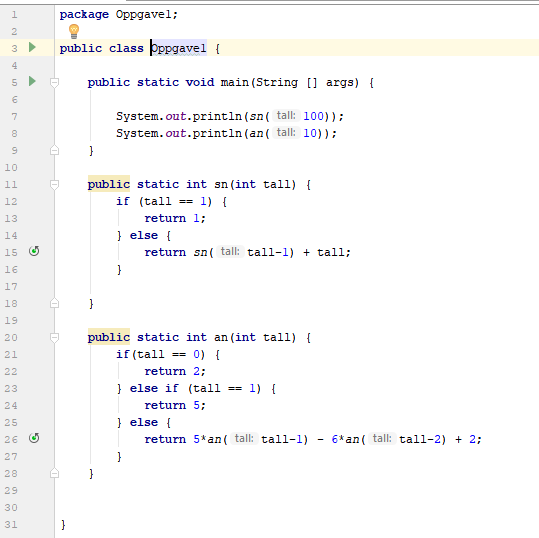 1 package Oppgave1;
2
3 public class Oppgave1 {
4
5 public static void main(String [] args) {
6
7 System.out.println(sn( tall: 100));
8 System.out.println(an( tall: 10));
9 }
10
11 public static int sn(int tall) {
12 if (tall == 1) {
13 return 1;
14 } else {
15 return sn( tall: tall-1) + tall;
16 }
17
18 }
19
20 public static int an(int tall) {
21 if(tall == 0) {
22 return 2;
23 } else if (tall == 1) {
24 return 5;
25 } else {
26 return 5*an( tall: tall-1) - 6*an( tall: tall-2) + 2;
27 }
28 }
29
30
31 }